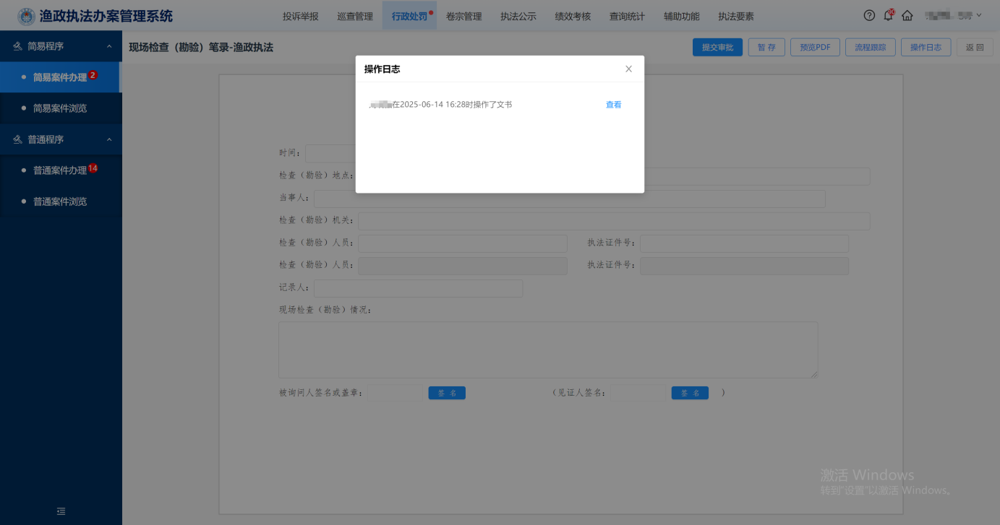 渔政执法办案管理系统
投诉举报 巡查管理 行政处罚 卷宗管理 执法公示 绩效考核 查询统计 辅助功能 执法要素
简易程序
简易案件办理 2
简易案件浏览
普通程序
普通案件办理 14
普通案件浏览
现场检查（勘验）笔录-渔政执法
提交审批 暂 存 预览PDF 流程跟踪 操作日志 返 回
操作日志
在2025-06-14 16:28时操作了文书 查看
时间：
检查（勘验）地点：
当事人：
检查（勘验）机关：
检查（勘验）人员： 执法证件号：
检查（勘验）人员： 执法证件号：
记录人：
现场检查（勘验）情况：
被询问人签名或盖章： 签 名 （见证人签名： 签 名 ）
激活 Windows
转到"设置"以激活 Windows。